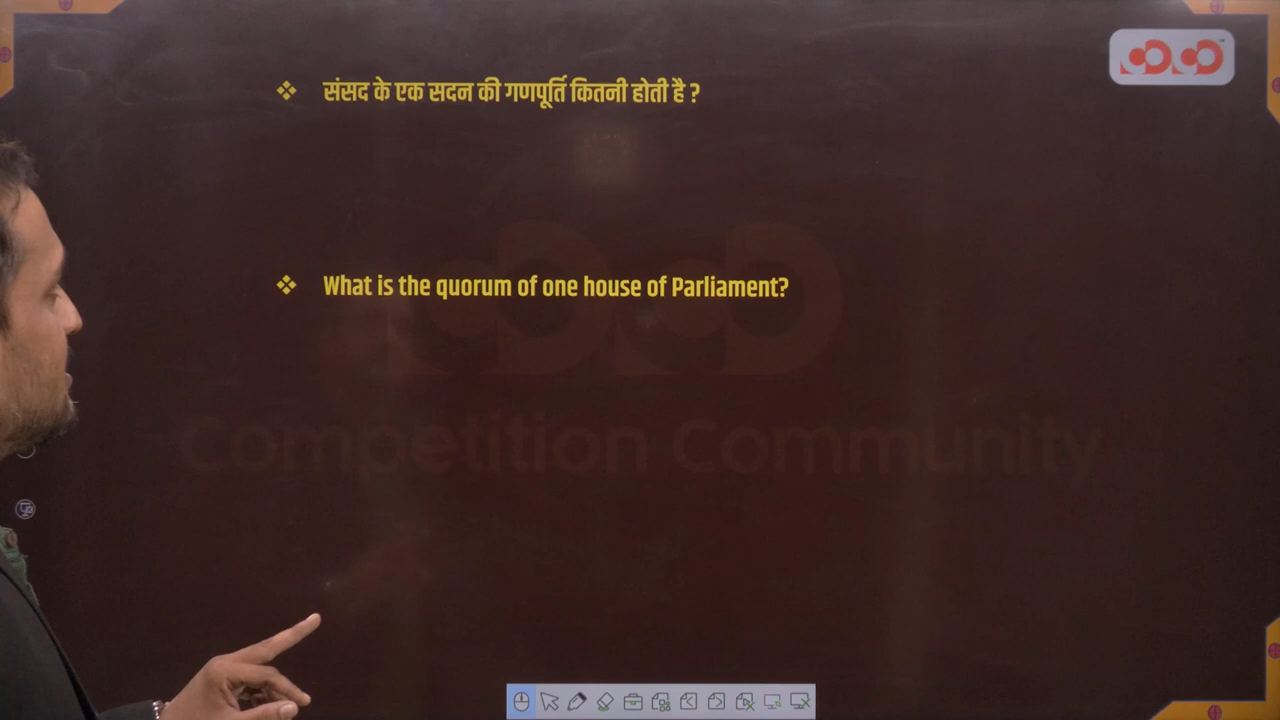 संसद के एक सदन की गणपूर्ति कितनी होती है ?
What is the quorum of one house of Parliament?
Competition Community